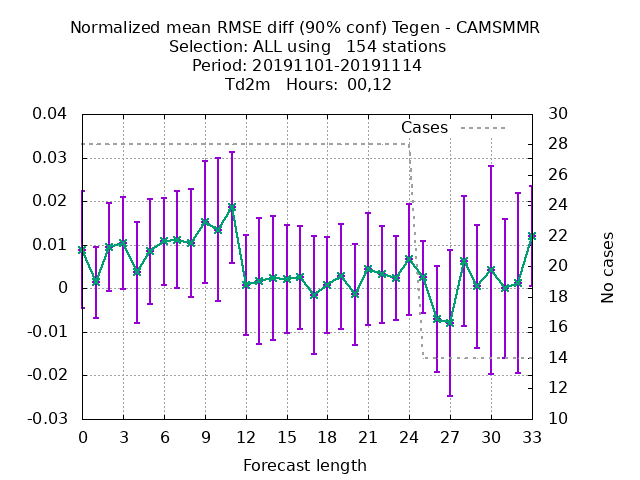 Normalized mean RMSE diff (90% conf) Tegen - CAMSMMR
Selection: ALL using   154 stations
Period: 20191101-20191114
Td2m   Hours:  00,12
Cases
0.04
0.03
0.02
0.01
0
-0.01
-0.02
-0.03
30
28
26
24
22
20
18
16
14
12
10
No cases
0 3 6 9 12 15 18 21 24 27 30 33
Forecast length